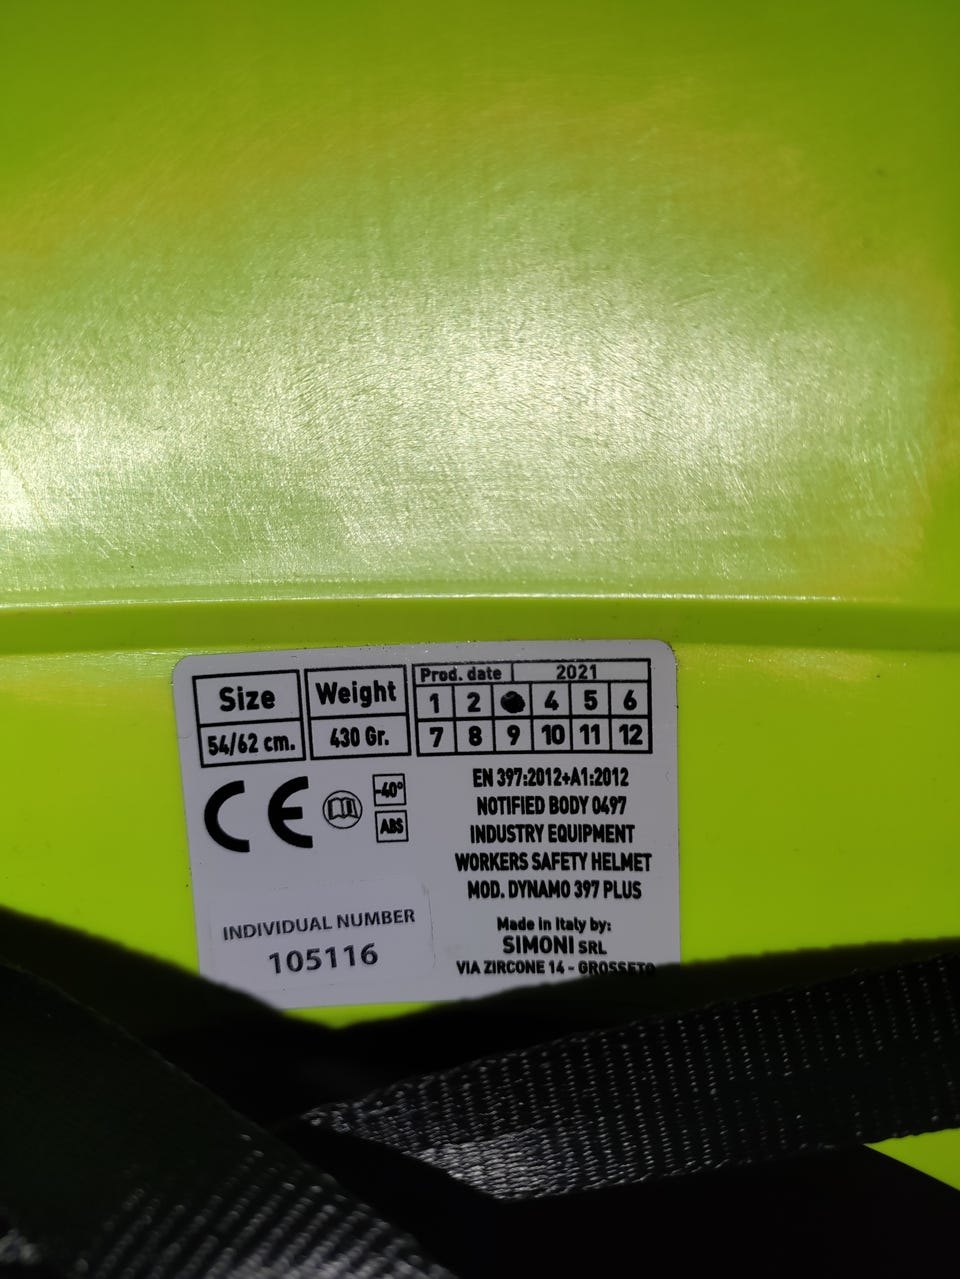 Size
54/62 cm.
Weight
430 Gr.
Prod. date 2021
1 2 4 5 6
7 8 9 10 11 12
CE
-40°
ABS
EN 397:2012+A1:2012
NOTIFIED BODY 0497
INDUSTRY EQUIPMENT
WORKERS SAFETY HELMET
MOD. DYNAMO 397 PLUS
INDIVIDUAL NUMBER
105116
Made in Italy by:
SIMONI SRL
VIA ZIRCONE 14 - GROSSETO